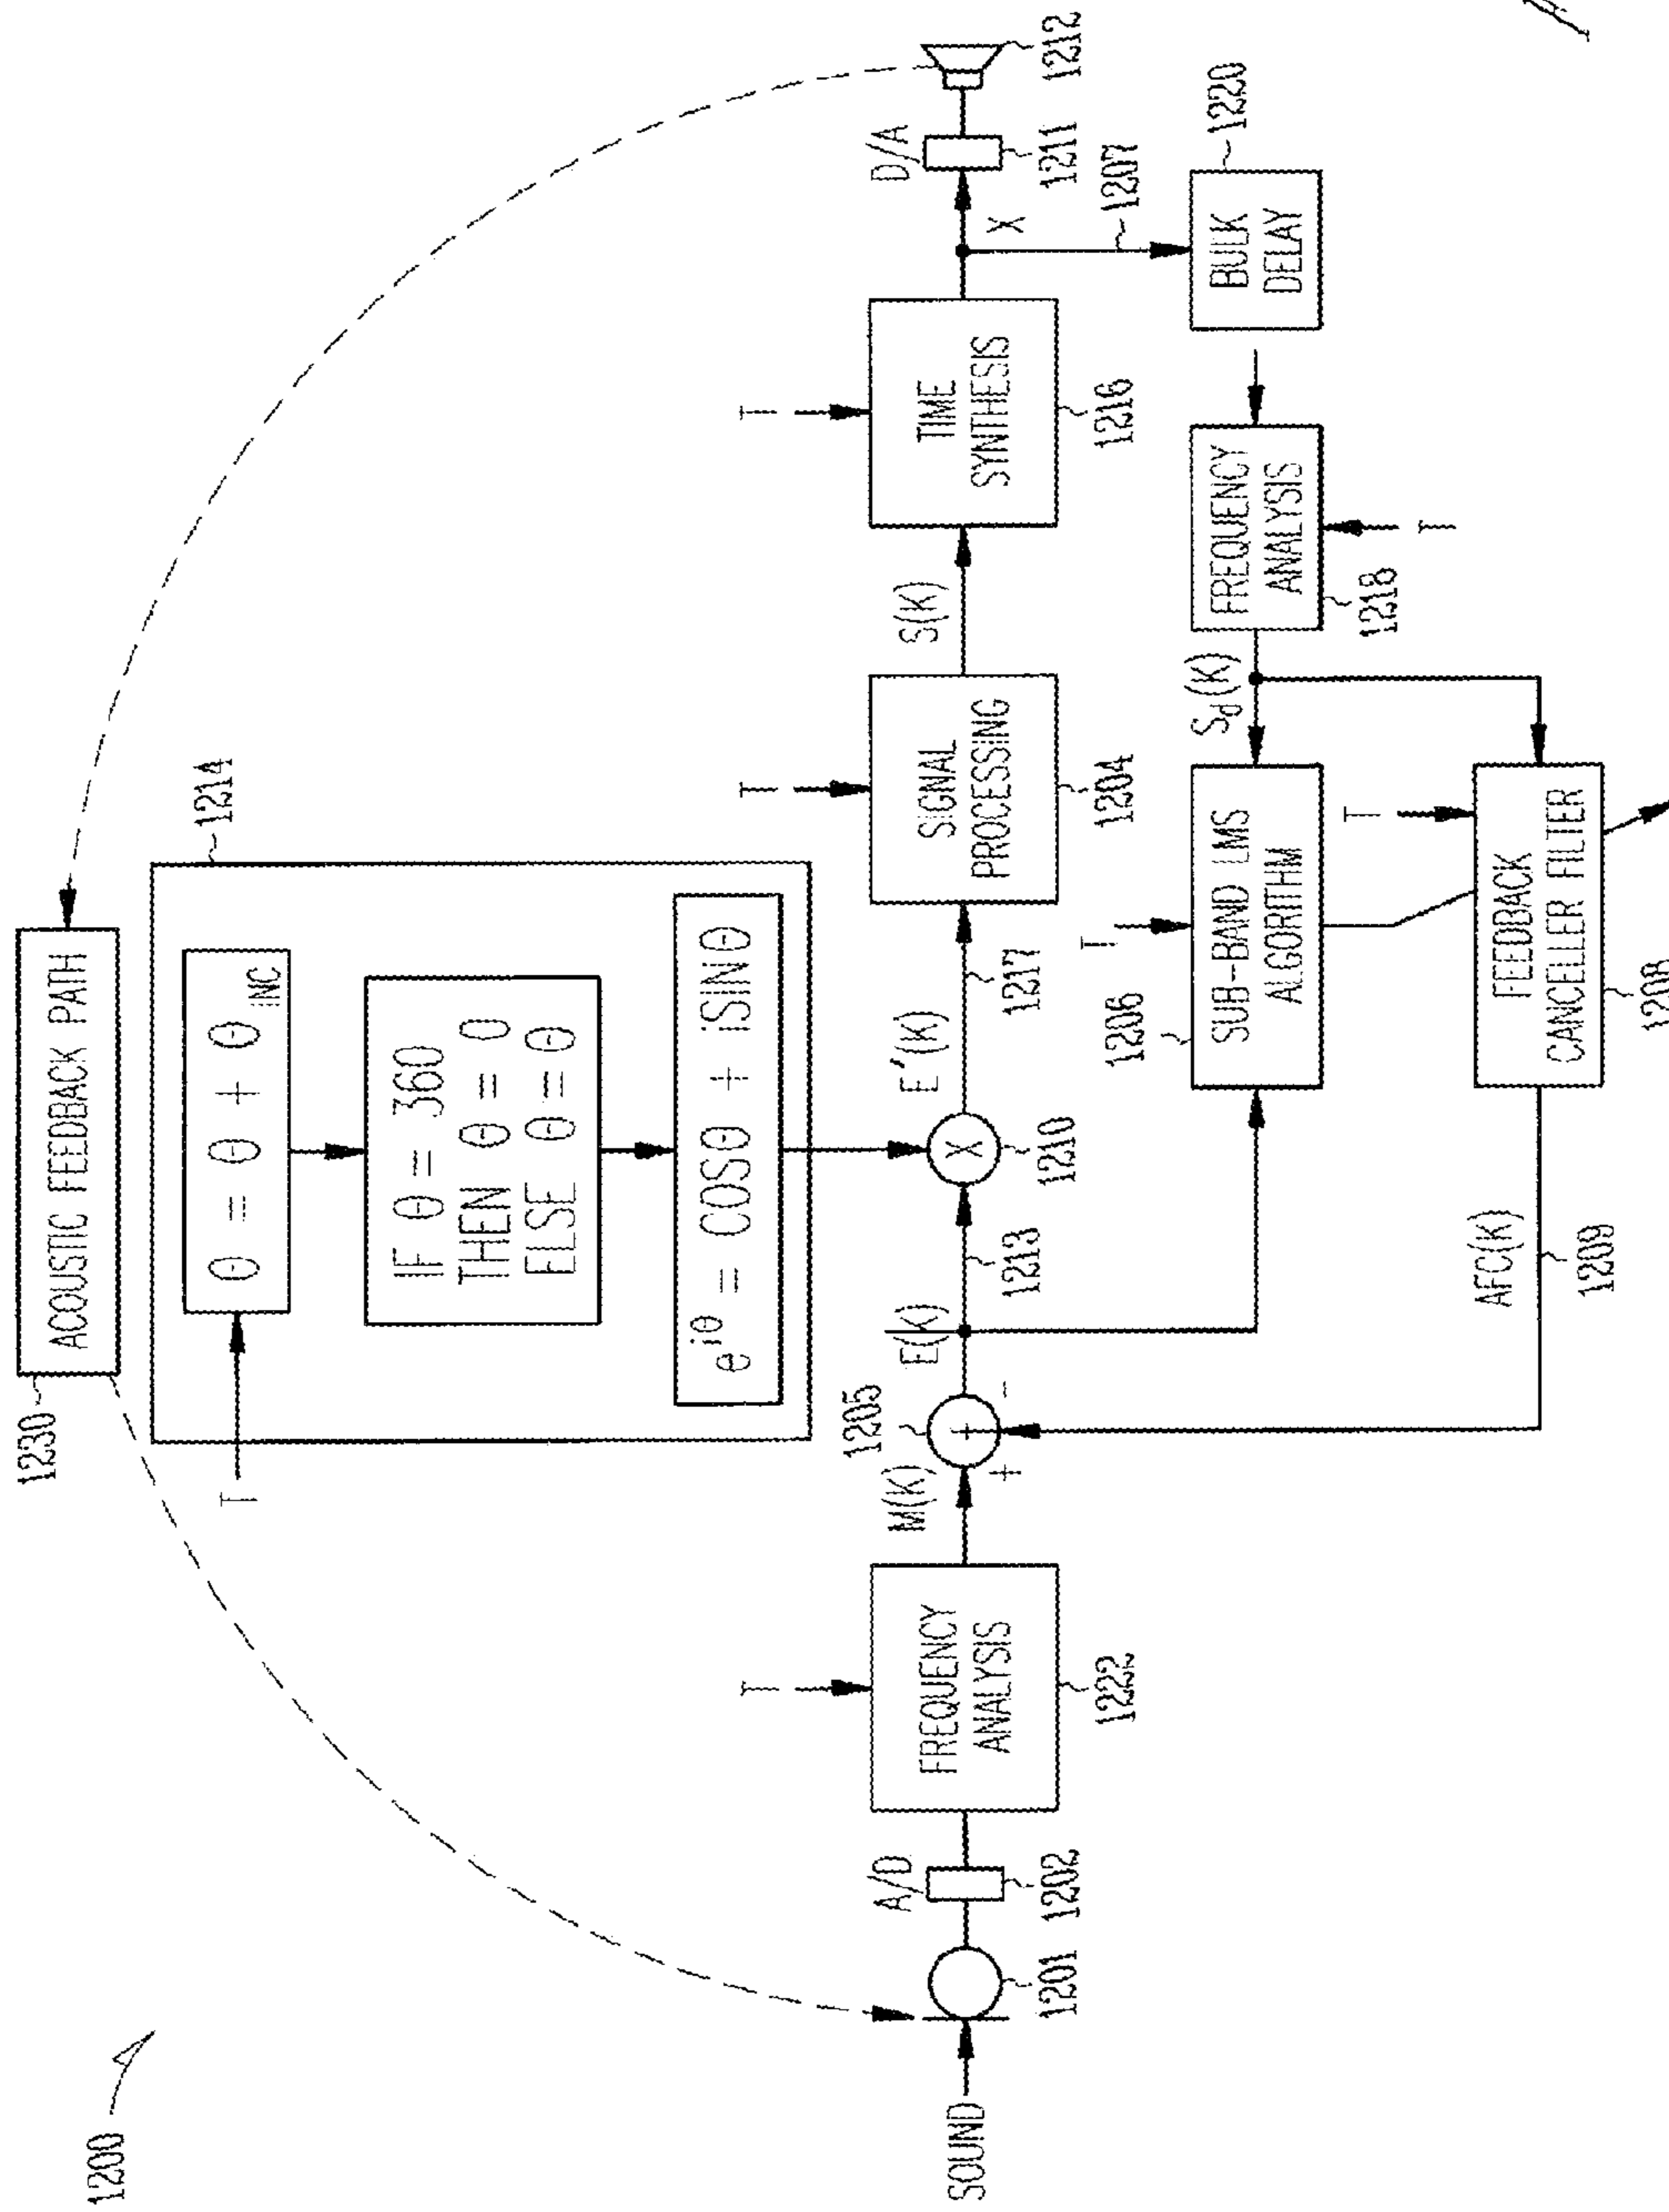 1200
1230
ACOUSTIC FEEDBACK PATH
1214
T
θ = θ + θINC
IF θ = 360
THEN θ = 0
ELSE θ = θ
e^iθ = COSθ + iSINθ
SOUND
1201
A/D
1202
T
FREQUENCY
ANALYSIS
1222
M(K)
1205
+
+
-
E(K)
1213
X
1210
E'(K)
1217
T
SIGNAL
PROCESSING
1204
S(K)
T
TIME
SYNTHESIS
1216
X
D/A
1211
1212
1207
BULK
DELAY
1220
FREQUENCY
ANALYSIS
1218
T
Sd(K)
T
1206
SUB-BAND LMS
ALGORITHM
T
FEEDBACK
CANCELLER FILTER
1208
AFC(K)
1209